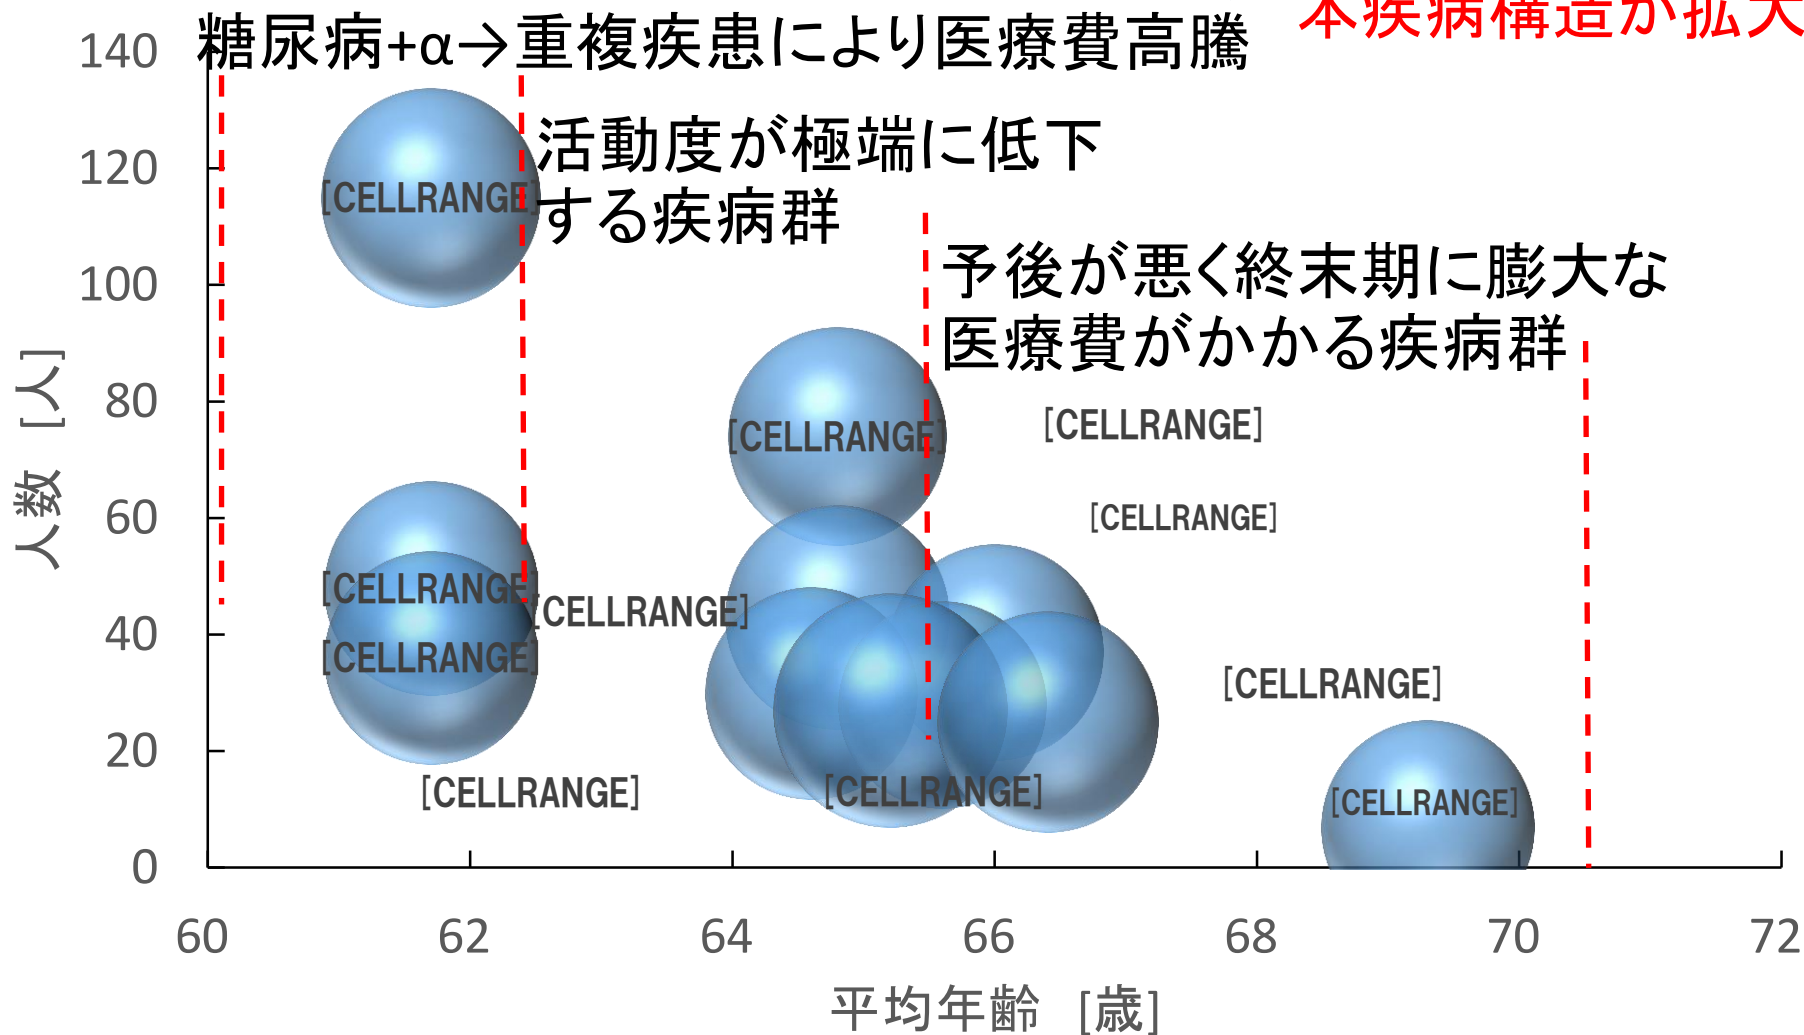 本疾病構造が拡大
糖尿病+α→重複疾患により医療費高騰
活動度が極端に低下
する疾病群
予後が悪く終末期に膨大な
医療費がかかる疾病群
140
120
100
80
60
40
20
0
人数 [人]
[CELLRANGE]
[CELLRANGE]
[CELLRANGE]
[CELLRANGE]
[CELLRANGE]
[CELLRANGE]
[CELLRANGE]
[CELLRANGE]
[CELLRANGE]
[CELLRANGE]
[CELLRANGE]
60
62
64
66
68
70
72
平均年齢 [歳]